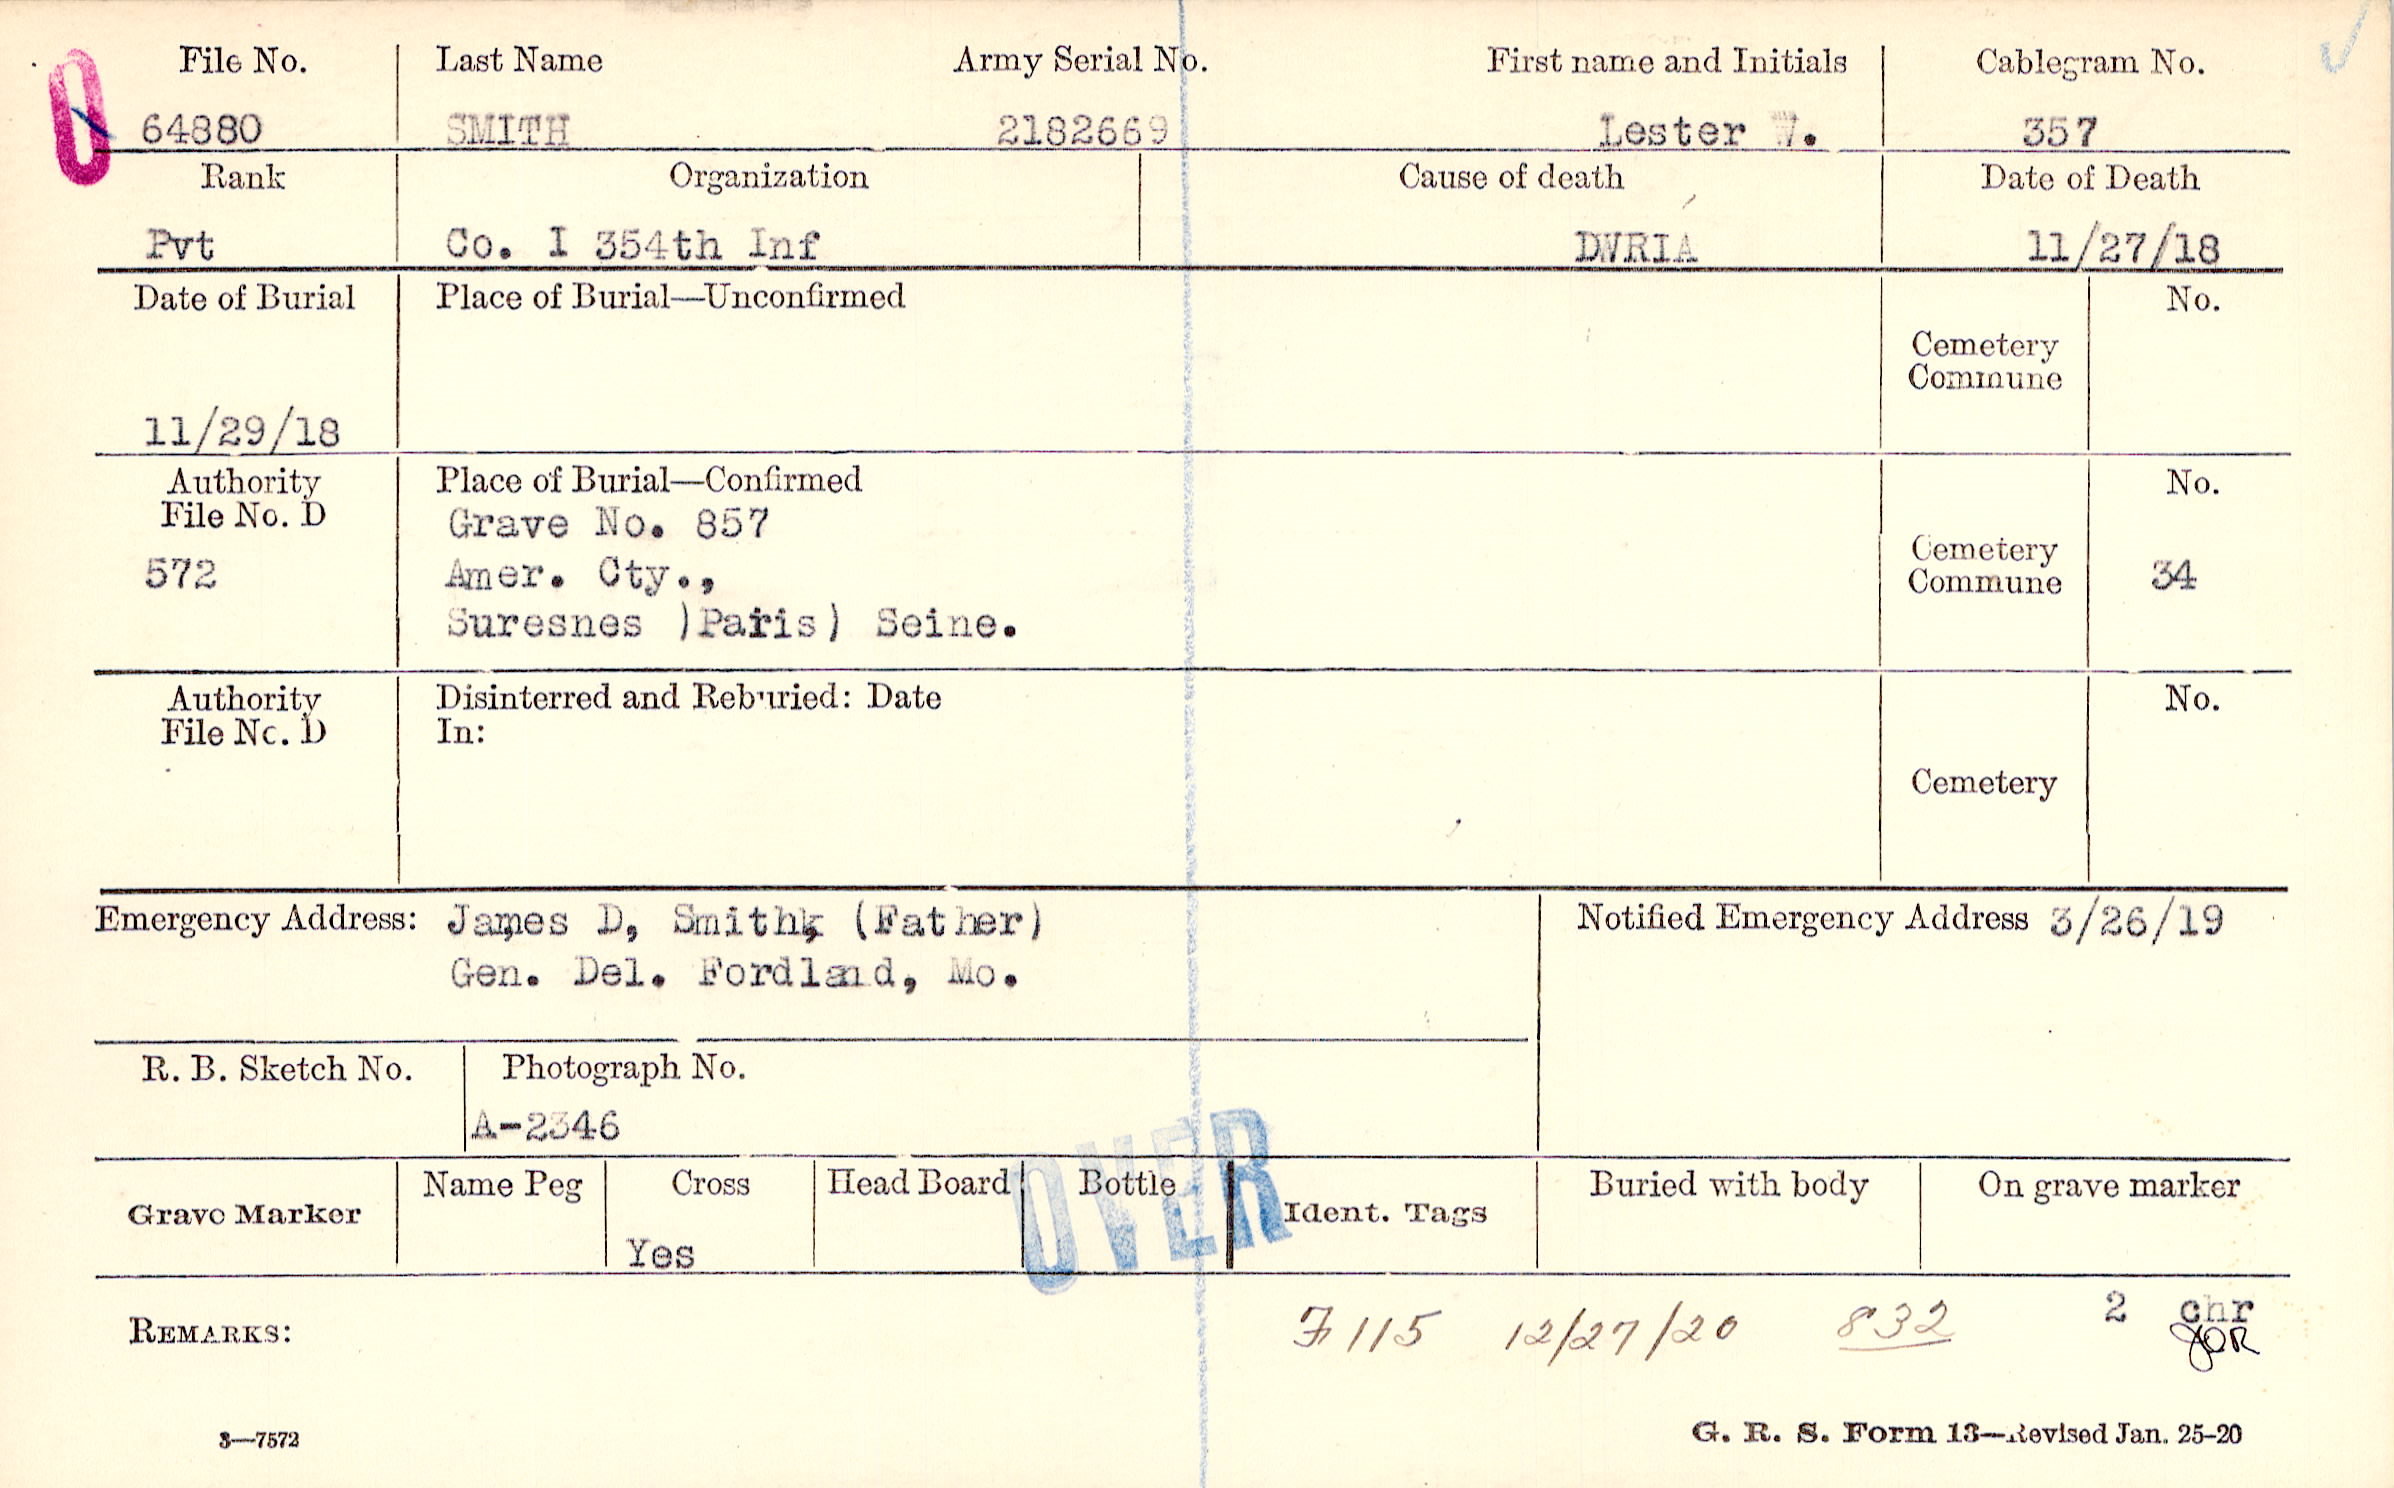 File No. Last Name Army Serial No. First name and Initials Cablegram No.
64880 SMITH 2182669 Lester W. 357
Rank Organization Cause of death Date of Death
Pvt Co. I 354th Inf DWRIA 11/27/18
Date of Burial Place of Burial—Unconfirmed No.
Cemetery
Commune
11/29/18
Authority Place of Burial—Confirmed No.
File No. D Grave No. 857
Cemetery
572 Amer. Cty., Commune 34
Suresnes )Paris) Seine.
Authority Disinterred and Reburied: Date No.
File No. D In:
Cemetery
Emergency Address: James D, Smith, (Father) Notified Emergency Address 3/26/19
Gen. Del. Fordland, Mo.
R. B. Sketch No. Photograph No.
A-2346
OVER
Name Peg Cross Head Board Bottle Buried with body On grave marker
Grave Marker Ident. Tags
Yes
REMARKS: F 115 12/27/20 832 2 chr
JOR
3—7572 G. R. S. Form 13—Revised Jan. 25-20